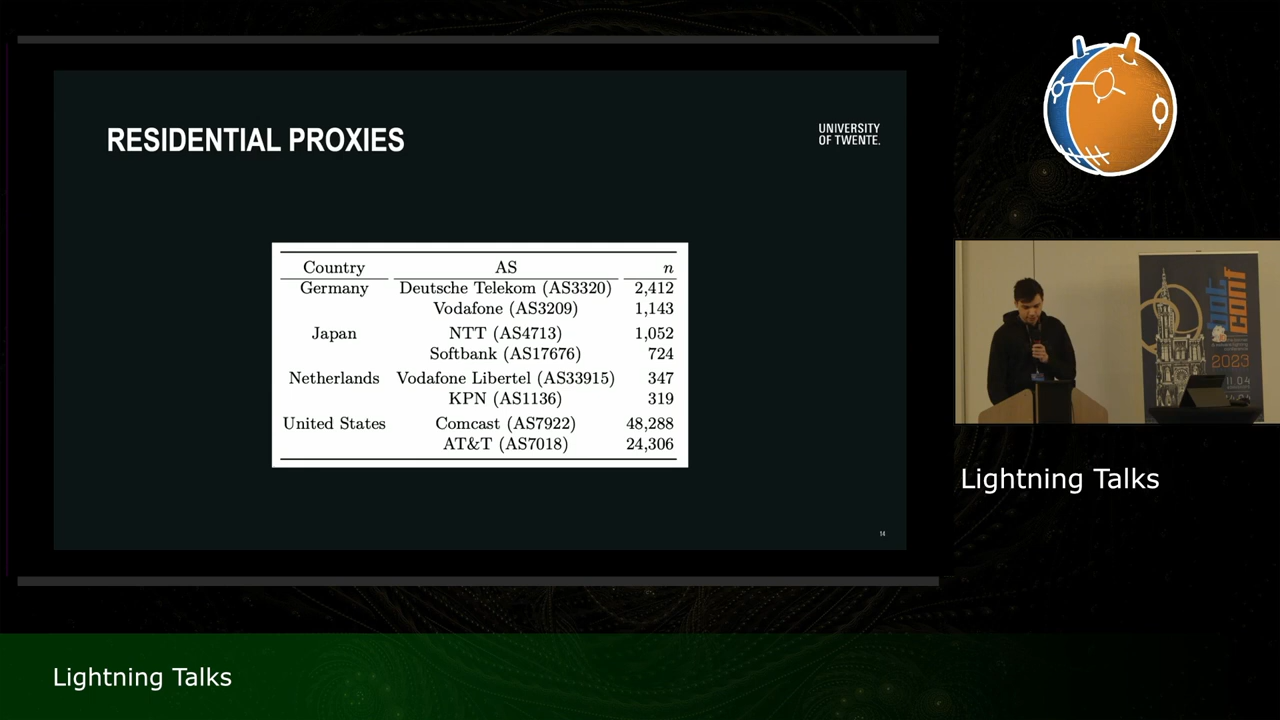 RESIDENTIAL PROXIES
UNIVERSITY
OF TWENTE.
Country AS n
Germany Deutsche Telekom (AS3320) 2,412
Vodafone (AS3209) 1,143
Japan NTT (AS4713) 1,052
Softbank (AS17676) 724
Netherlands Vodafone Libertel (AS33915) 347
KPN (AS1136) 319
United States Comcast (AS7922) 48,288
AT&T (AS7018) 24,306
14
conf
2023
Lightning Talks
Lightning Talks